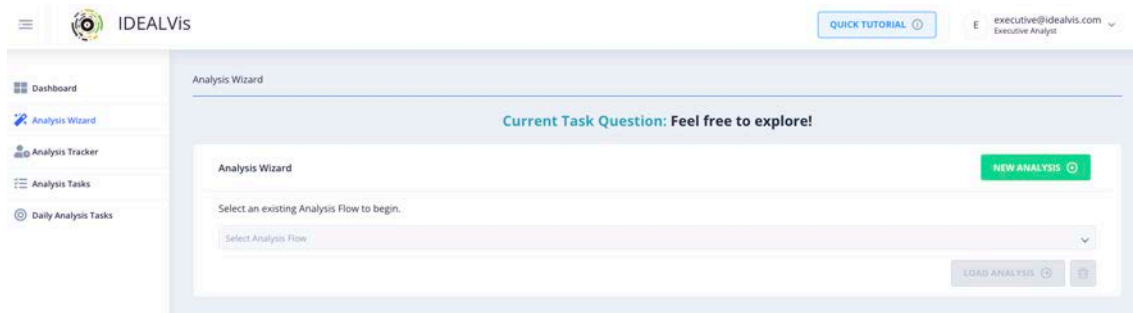 IDEALVis
QUICK TUTORIAL
E
executive@idealvis.com
Executive Analyst
Dashboard
Analysis Wizard
Analysis Tracker
Analysis Tasks
Daily Analysis Tasks
Analysis Wizard
Current Task Question: Feel free to explore!
Analysis Wizard
NEW ANALYSIS
Select an existing Analysis Flow to begin.
Select Analysis Flow
LOAD ANALYSIS